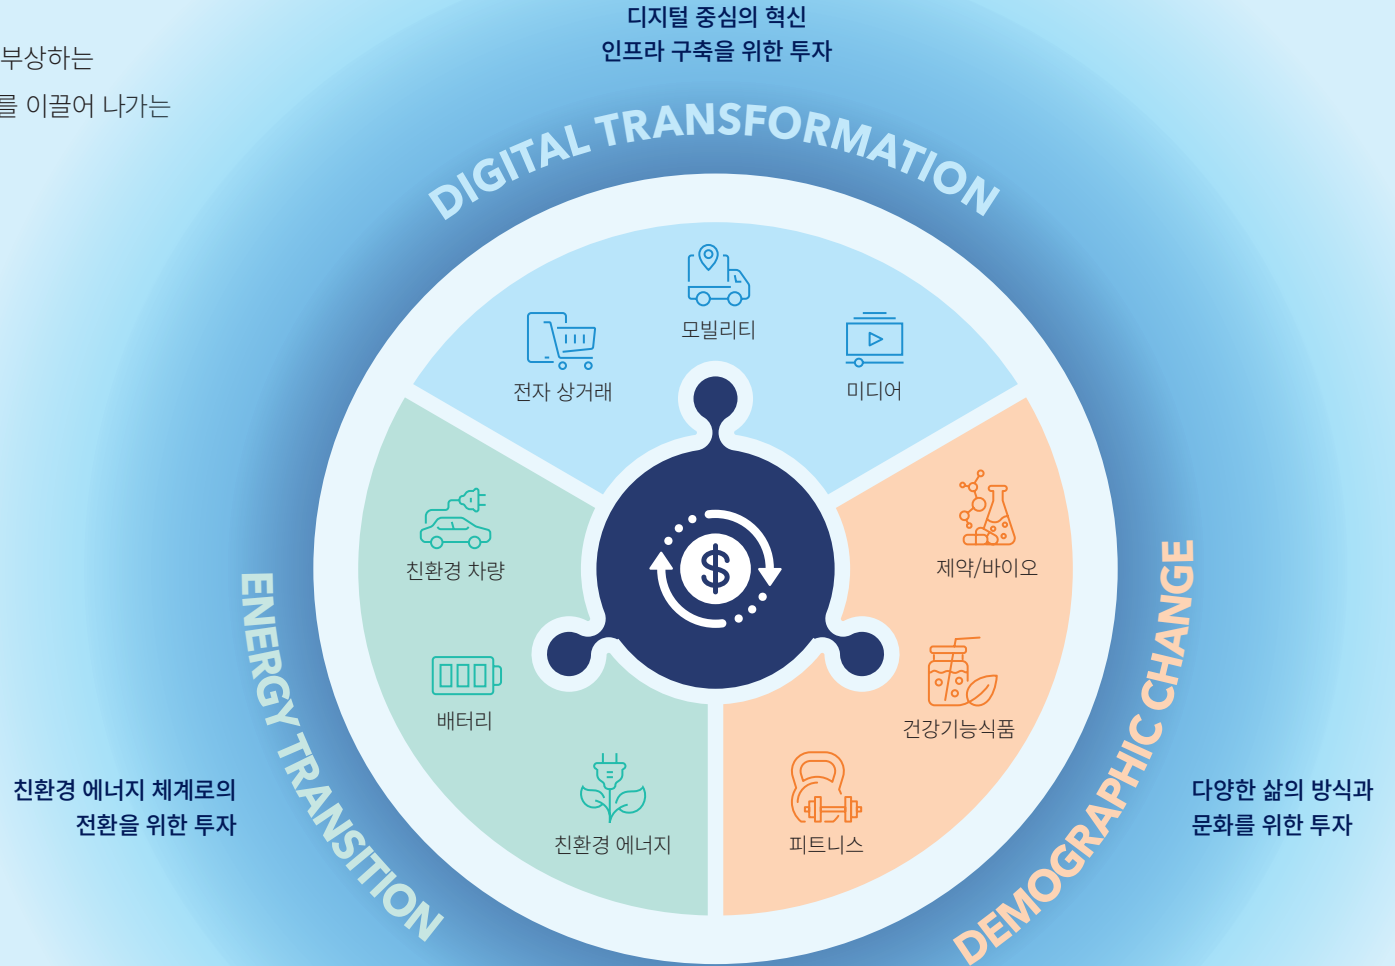 디지털 중심의 혁신
인프라 구축을 위한 투자
부상하는
를 이끌어 나가는
DIGITAL TRANSFORMATION
모빌리티
전자 상거래
미디어
친환경 차량
제약/바이오
배터리
건강기능식품
친환경 에너지
피트니스
$
ENERGY TRANSITION
DEMOGRAPHIC CHANGE
친환경 에너지 체계로의
전환을 위한 투자
다양한 삶의 방식과
문화를 위한 투자